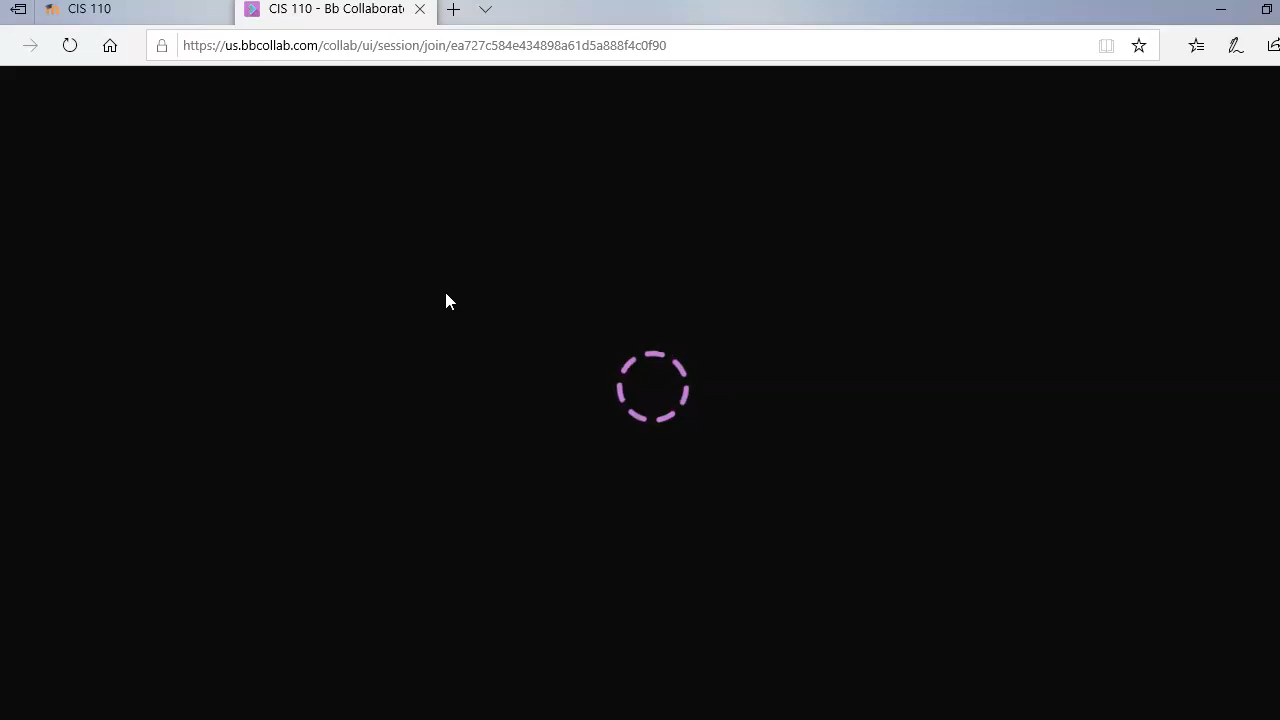 CIS 110
CIS 110 - Bb Collaborat
https://us.bbcollab.com/collab/ui/session/join/ea727c584e434898a61d5a888f4c0f90